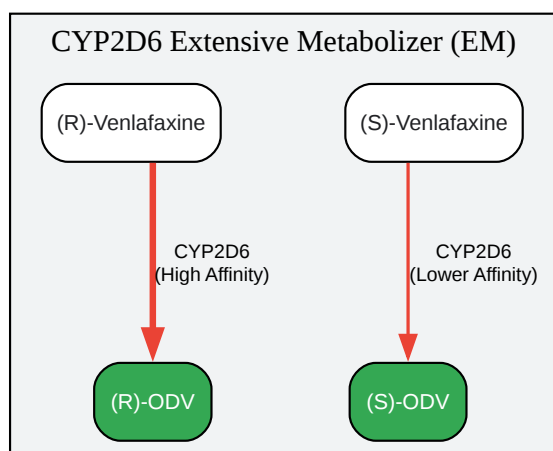 CYP2D6 Extensive Metabolizer (EM)
(R)-Venlafaxine
(S)-Venlafaxine
CYP2D6
(High Affinity)
CYP2D6
(Lower Affinity)
(R)-ODV
(S)-ODV